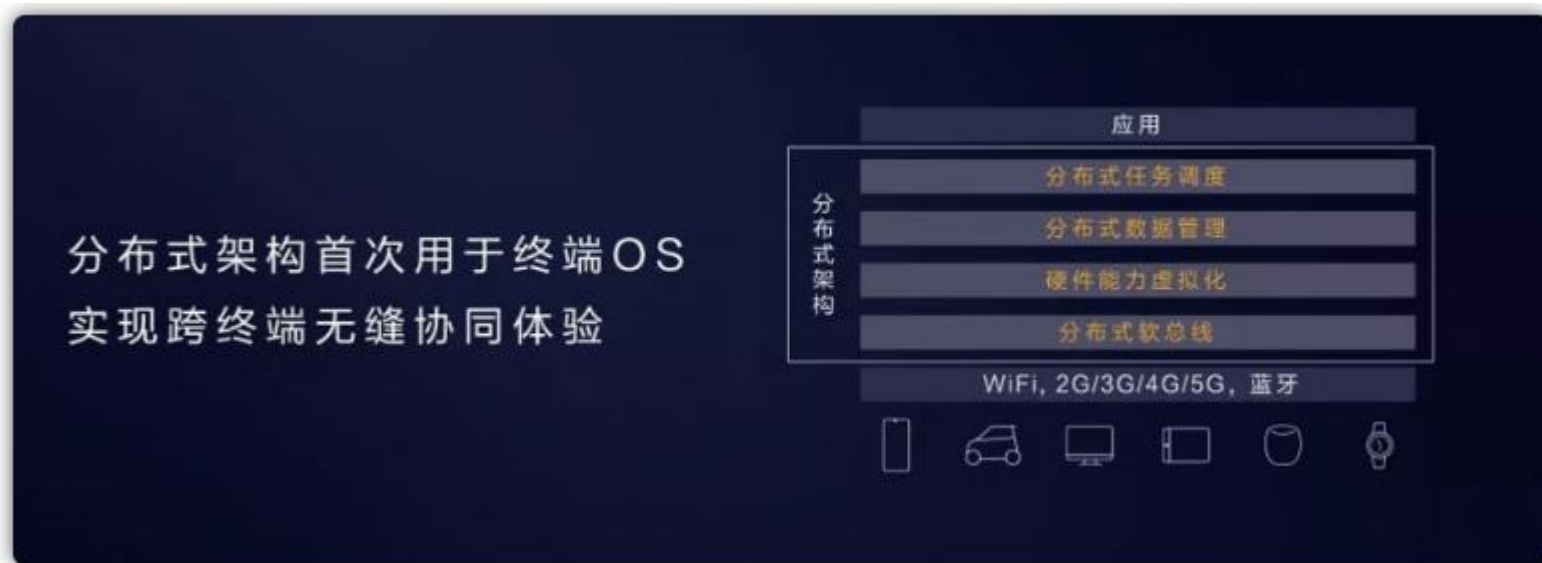 分布式架构首次用于终端OS
实现跨终端无缝协同体验
应用
分布式架构
分布式任务调度
分布式数据管理
硬件能力虚拟化
分布式软总线
WiFi, 2G/3G/4G/5G, 蓝牙